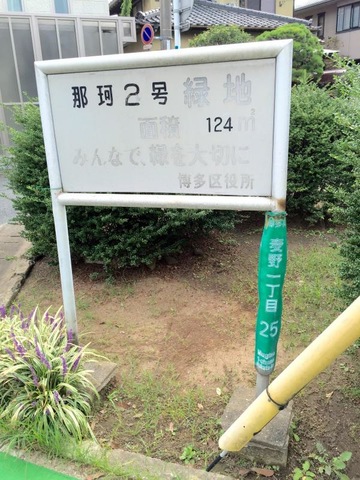 那珂2号緑地
面積 124㎡
みんなで、緑を大切に
博多区役所
麦野
一丁目
25